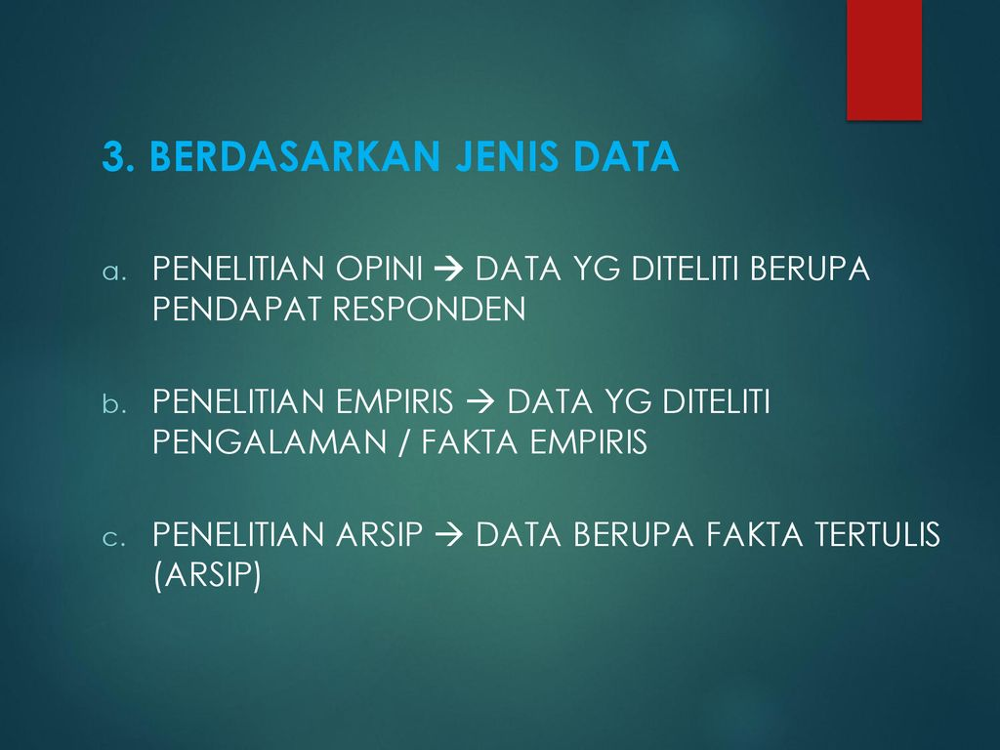 3. BERDASARKAN JENIS DATA
a. PENELITIAN OPINI → DATA YG DITELITI BERUPA
PENDAPAT RESPONDEN
b. PENELITIAN EMPIRIS → DATA YG DITELITI
PENGALAMAN / FAKTA EMPIRIS
c. PENELITIAN ARSIP → DATA BERUPA FAKTA TERTULIS
(ARSIP)